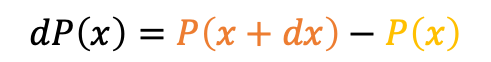 dP(x) = P(x + dx) − P(x)